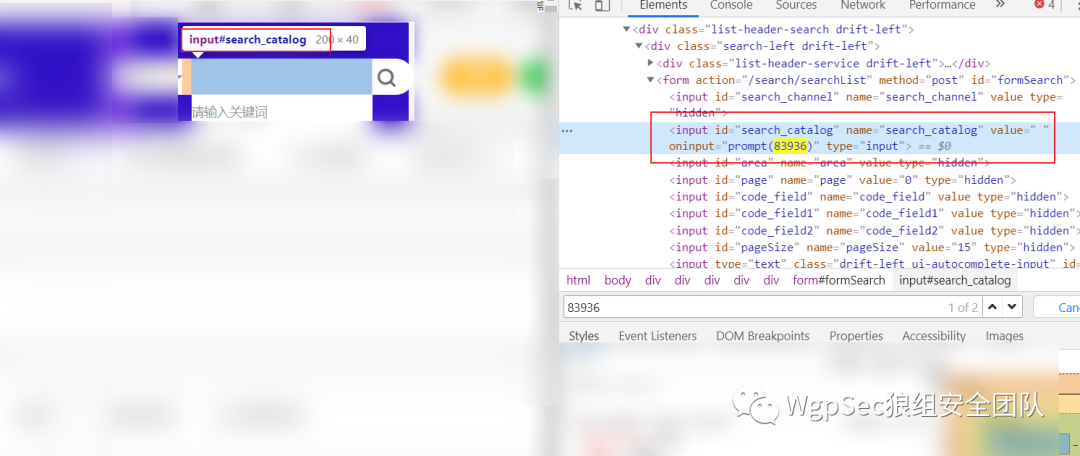 Elements Console Sources Network Performance » 4
input#search_catalog 200 × 40
请输入关键词
<div class="list-header-search drift-left">
<div class="search-left drift-left">
<div class="list-header-service drift-left">…</div>
<form action="/search/searchList" method="post" id="formSearch">
<input id="search_channel" name="search_channel" value type=
"hidden">
<input id="search_catalog" name="search_catalog" value=" "
oninput="prompt(83936)" type="input"> == $0
<input id="area" name="area" value type="hidden">
<input id="page" name="page" value="0" type="hidden">
<input id="code_field" name="code_field" value type="hidden">
<input id="code_field1" name="code_field1" value type="hidden">
<input id="code_field2" name="code_field2" value type="hidden">
<input id="pageSize" name="pageSize" value="15" type="hidden">
<input type="text" class="drift-left ui-autocomplete-input" id=
html body div div div div div form#formSearch input#search_catalog
83936 1 of 2 Canc
Styles Event Listeners DOM Breakpoints Properties Accessibility Images
WgpSec狼组安全团队